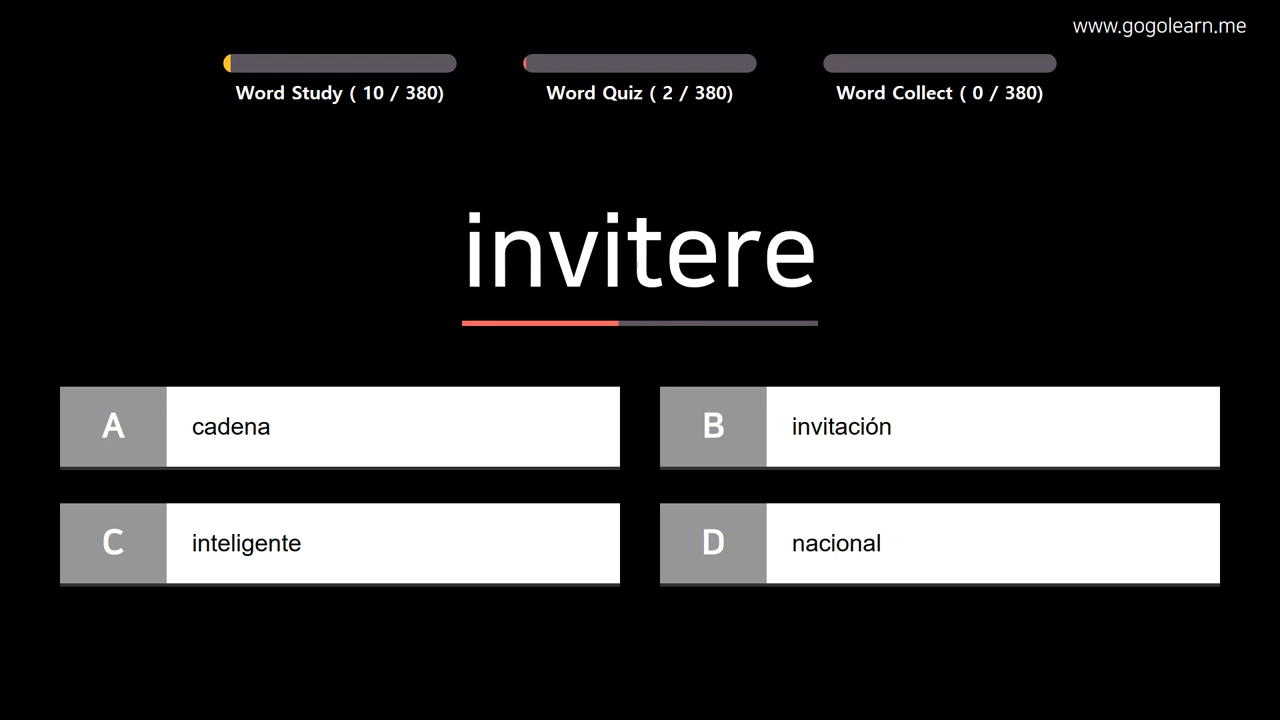 www.gogolearn.me
Word Study ( 10 / 380)
Word Quiz ( 2 / 380)
Word Collect ( 0 / 380)
invitere
A cadena
B invitación
C inteligente
D nacional